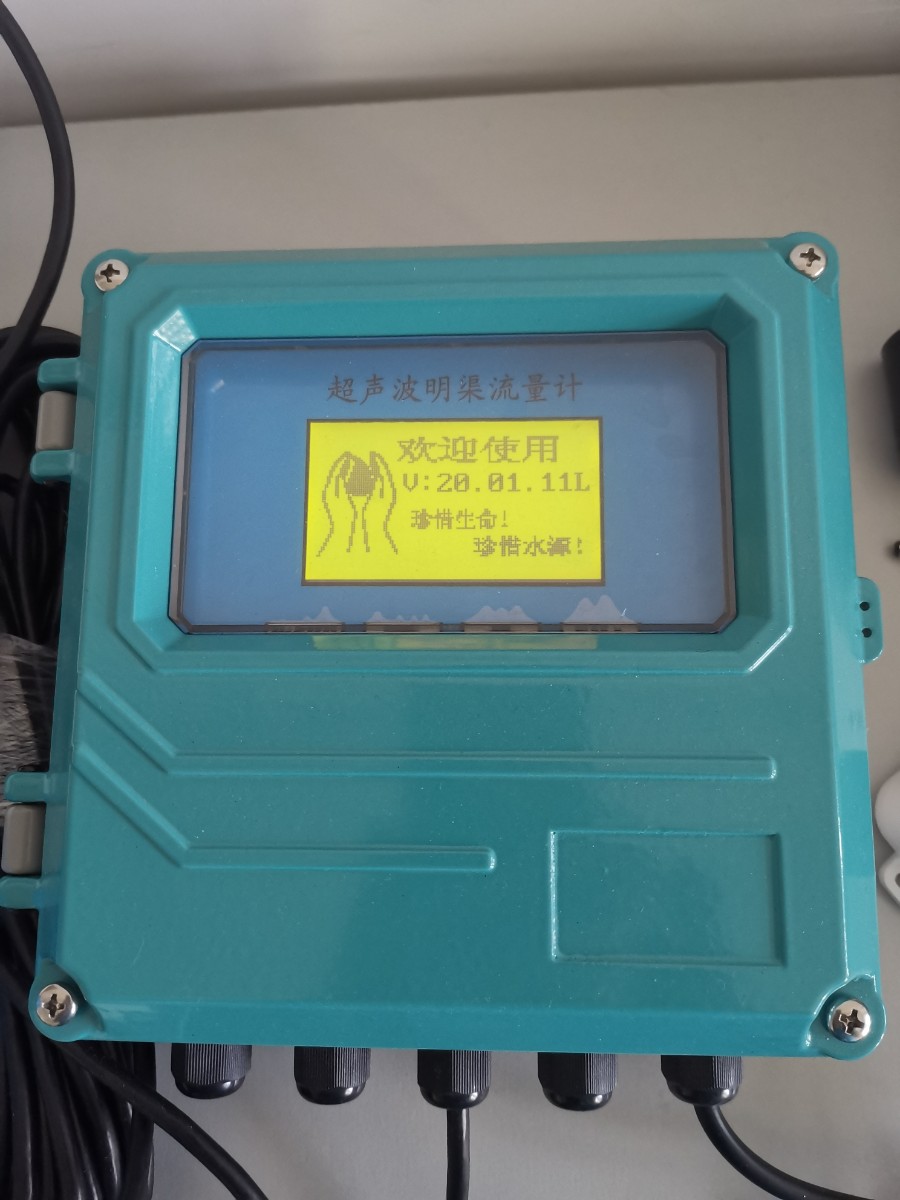 超声波明渠流量计
欢迎使用
V:20.01.11L
珍惜生命!
珍惜水源!